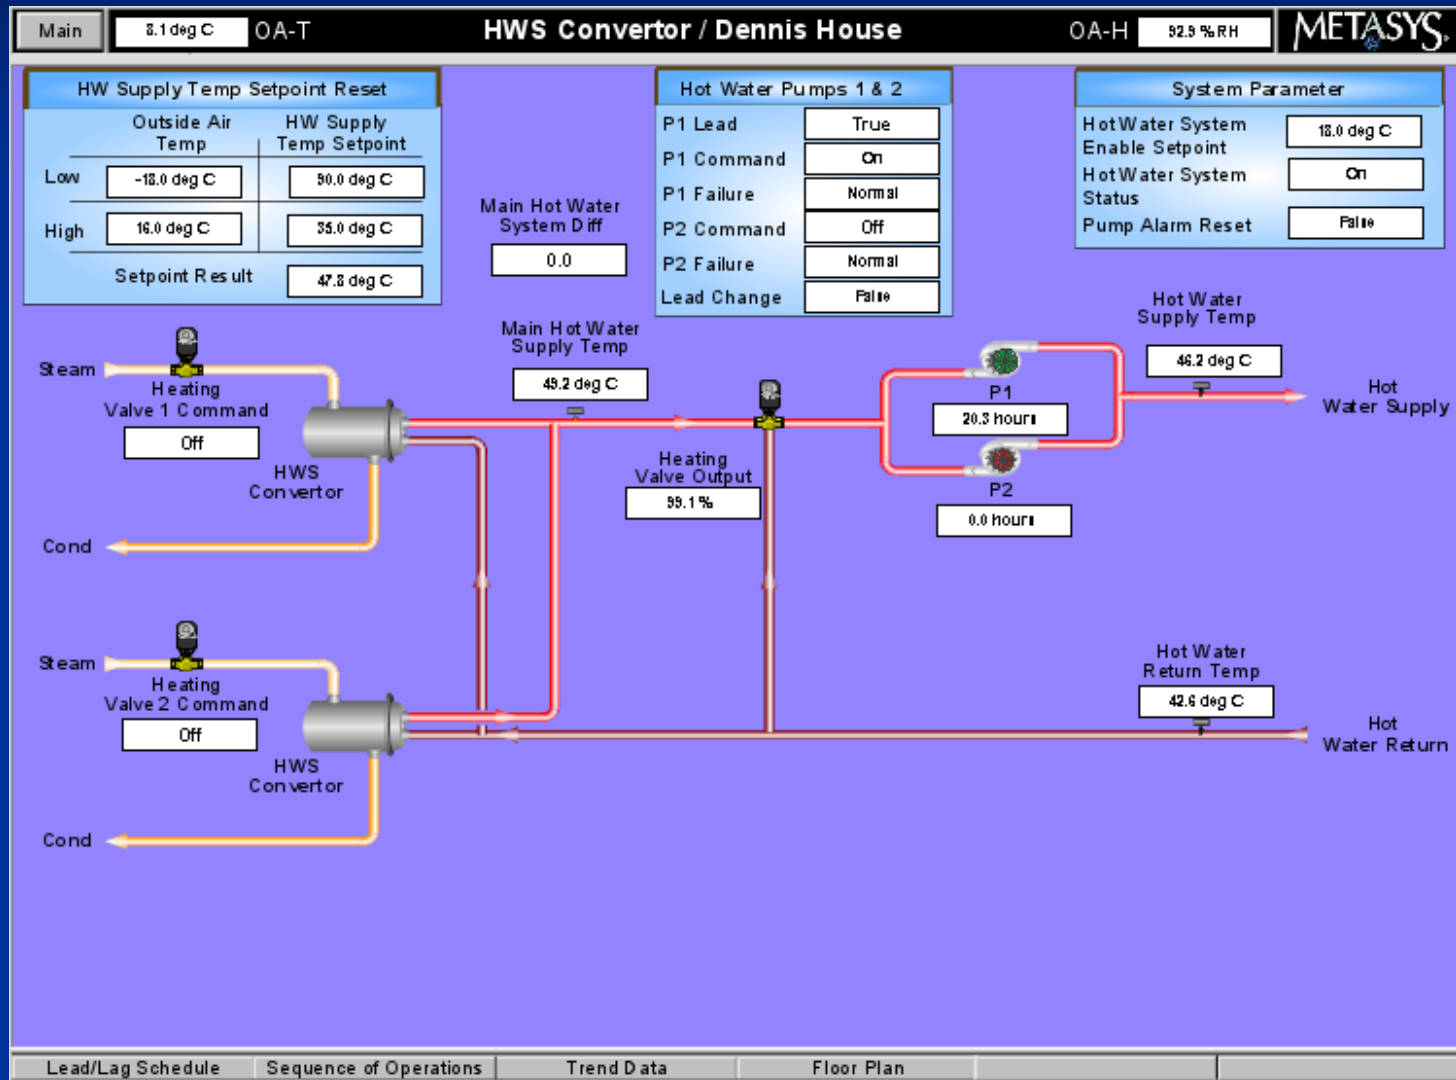 Main
8.1 deg C
OA-T
HWS Convertor / Dennis House
OA-H
92.9 %RH
METASYS
HW Supply Temp Setpoint Reset
Outside Air
Temp
HW Supply
Temp Setpoint
Low
-18.0 deg C
90.0 deg C
High
16.0 deg C
35.0 deg C
Setpoint Result
47.8 deg C
Main Hot Water
System Diff
0.0
Hot Water Pumps 1 & 2
P1 Lead
True
P1 Command
On
P1 Failure
Normal
P2 Command
Off
P2 Failure
Normal
Lead Change
False
System Parameter
Hot Water System
Enable Setpoint
18.0 deg C
Hot Water System
Status
On
Pump Alarm Reset
False
Steam
Heating
Valve 1 Command
Off
HWS
Convertor
Cond
Main Hot Water
Supply Temp
49.2 deg C
Heating
Valve Output
99.1 %
P1
20.3 hours
P2
0.0 hours
Hot Water
Supply Temp
46.2 deg C
Hot
Water Supply
Steam
Heating
Valve 2 Command
Off
HWS
Convertor
Cond
Hot Water
Return Temp
42.6 deg C
Hot
Water Return
Lead/Lag Schedule
Sequence of Operations
Trend Data
Floor Plan